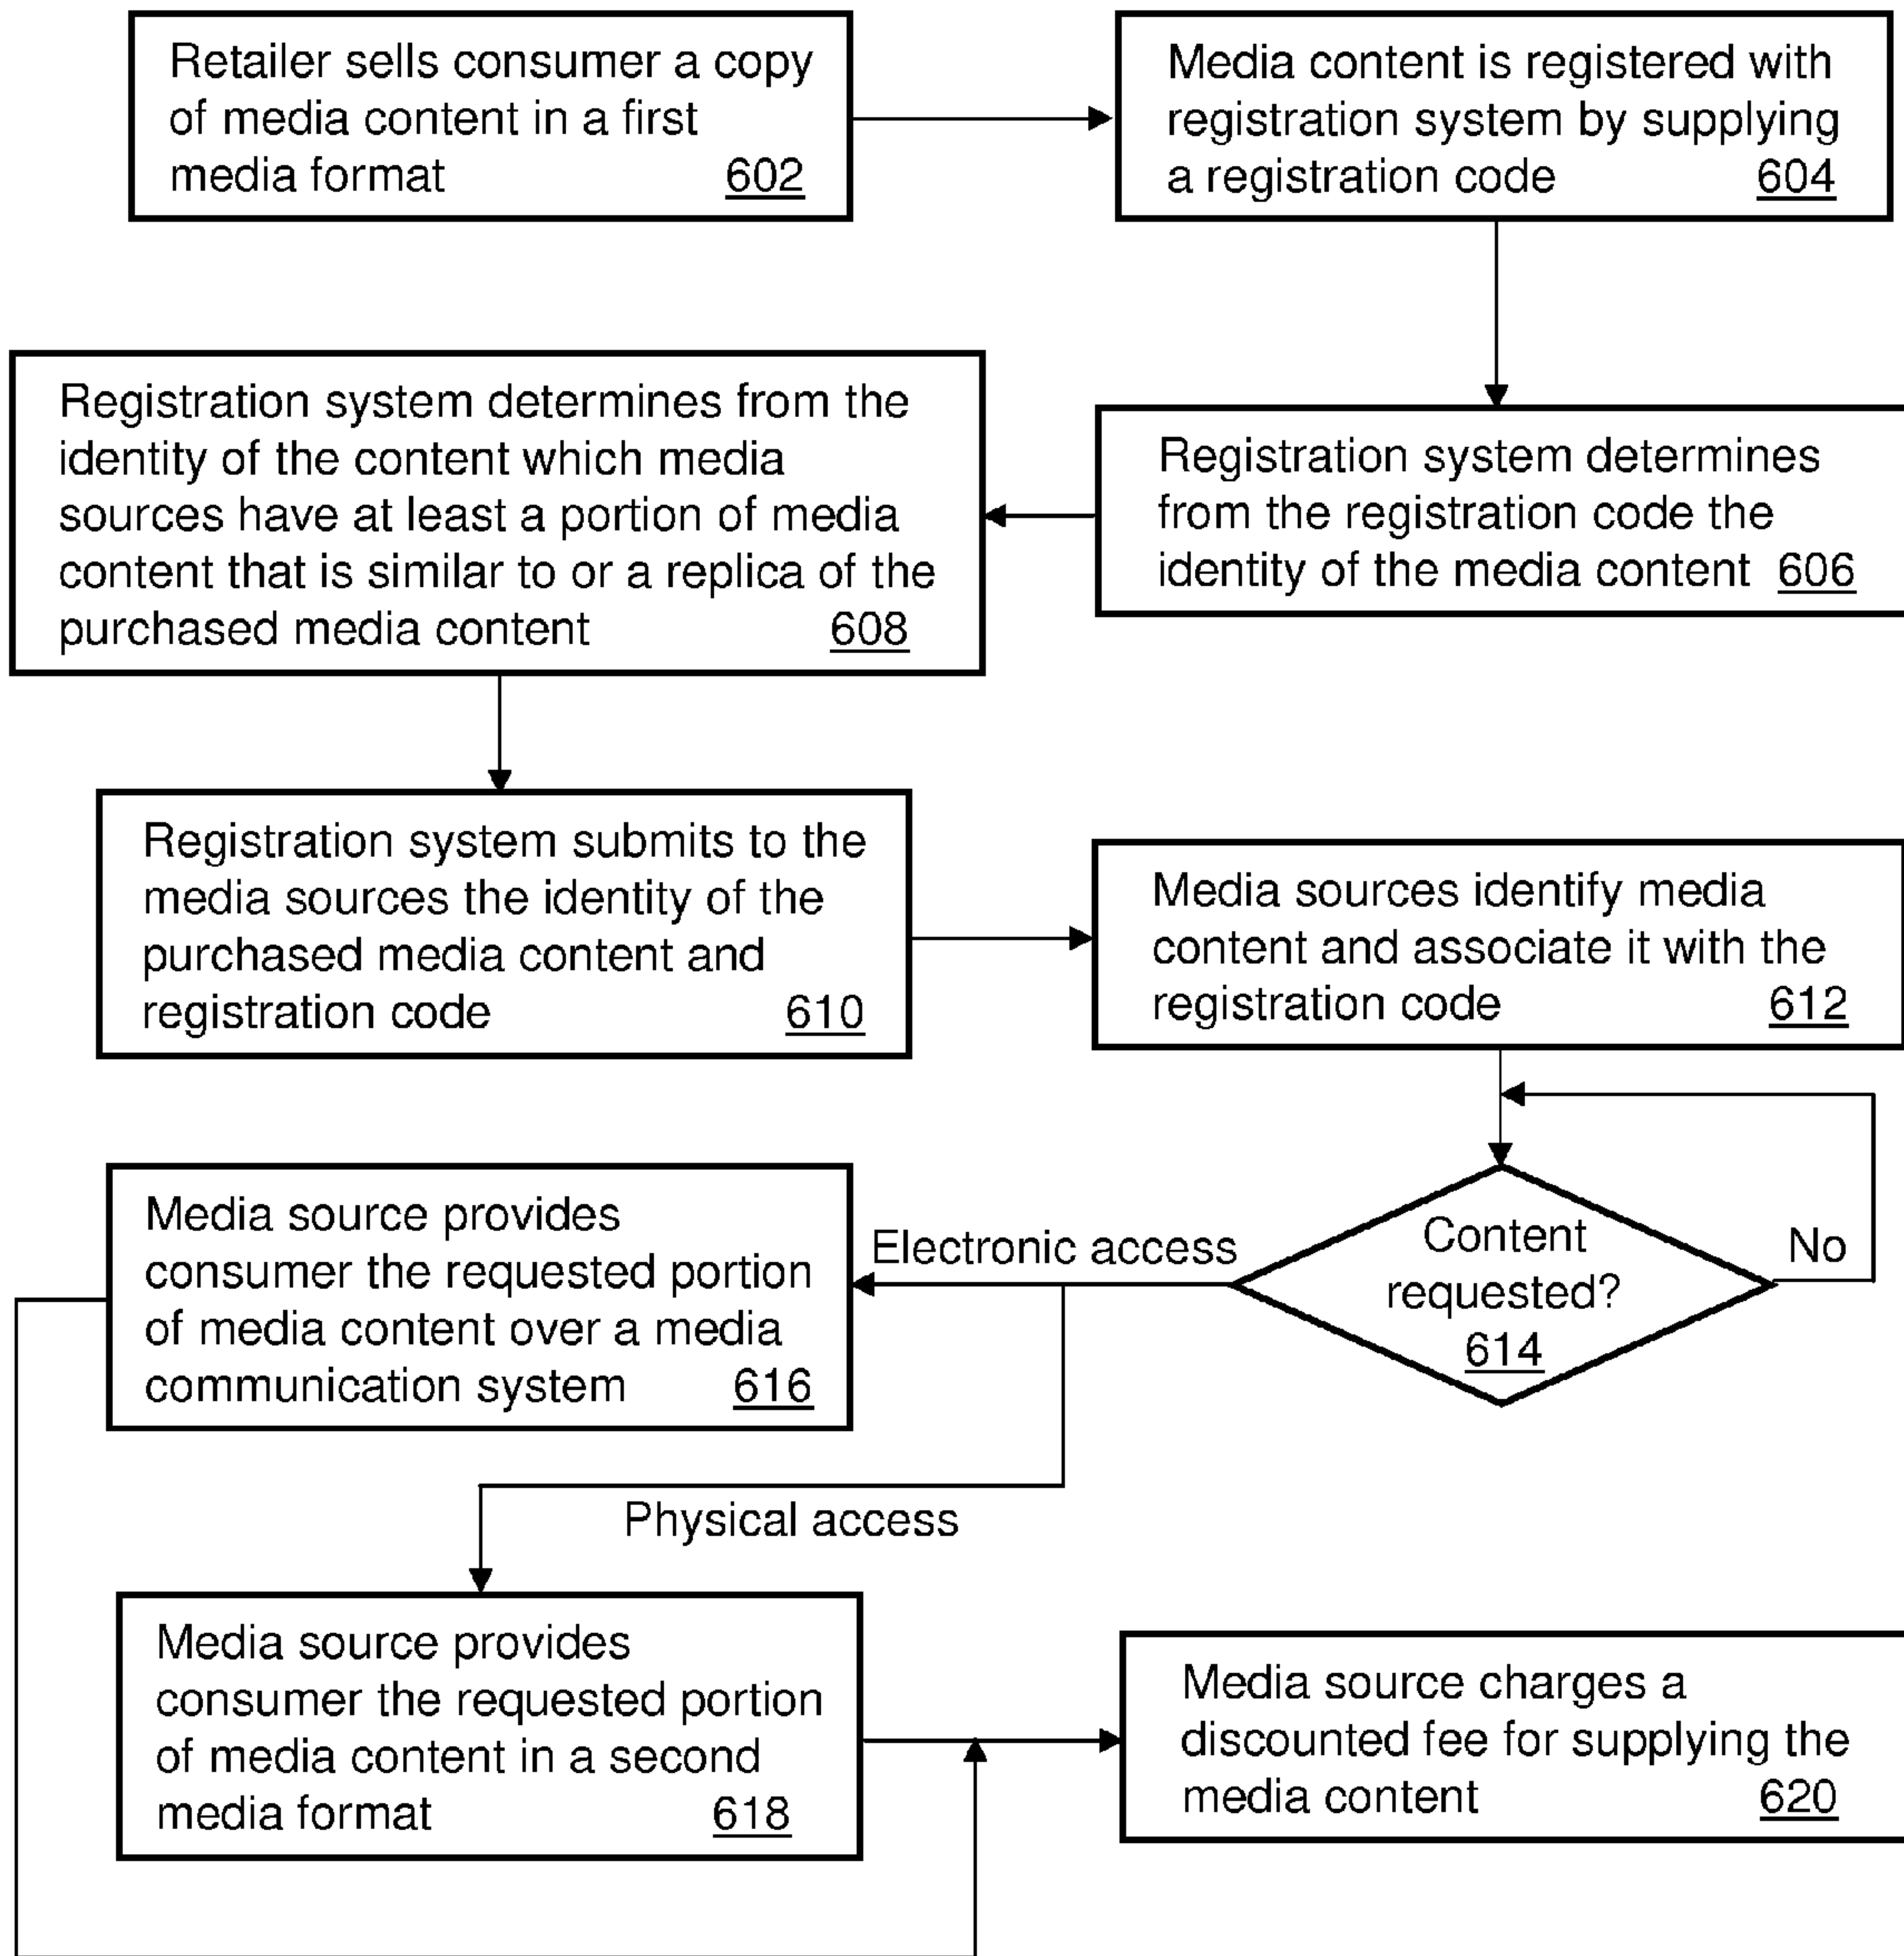 Retailer sells consumer a copy
of media content in a first
media format 602
Media content is registered with
registration system by supplying
a registration code 604
Registration system determines
from the registration code the
identity of the media content 606
Registration system determines from the
identity of the content which media
sources have at least a portion of media
content that is similar to or a replica of the
purchased media content 608
Registration system submits to the
media sources the identity of the
purchased media content and
registration code 610
Media sources identify media
content and associate it with the
registration code 612
Content
requested?
614
No
Electronic access
Media source provides
consumer the requested portion
of media content over a media
communication system 616
Physical access
Media source provides
consumer the requested portion
of media content in a second
media format 618
Media source charges a
discounted fee for supplying the
media content 620